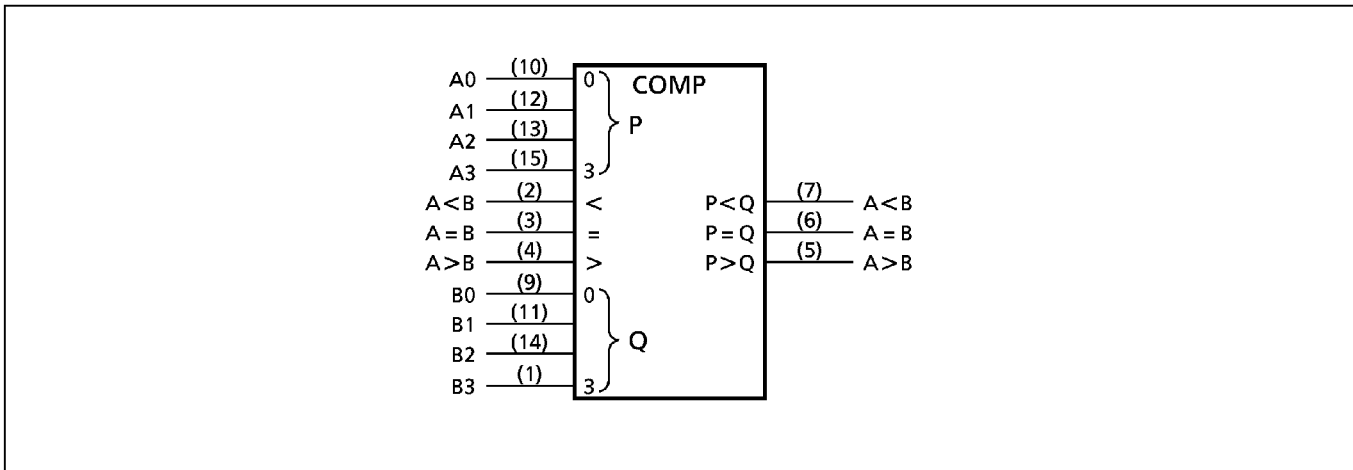 A0 (10) 0 COMP
A1 (12)
A2 (13) P
A3 (15) 3
A<B (2) < P<Q (7) A<B
A=B (3) = P=Q (6) A=B
A>B (4) > P>Q (5) A>B
B0 (9) 0
B1 (11)
B2 (14) Q
B3 (1) 3